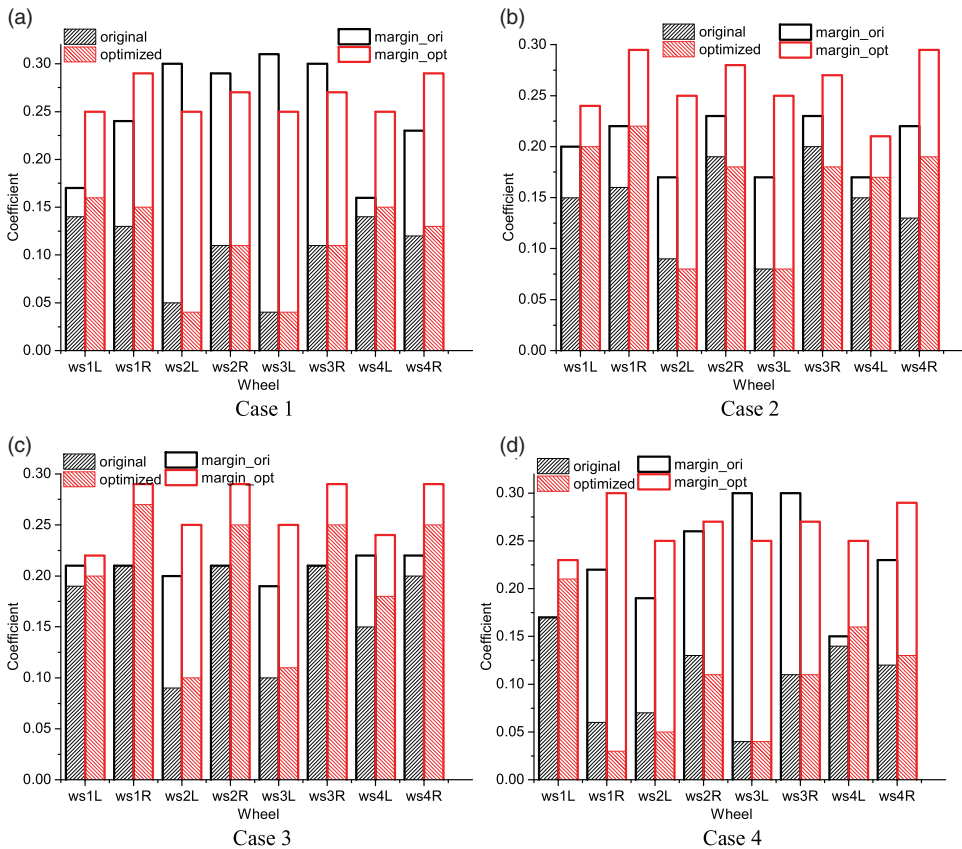 (a)
original
optimized
margin_ori
margin_opt
0.30
0.25
0.20
0.15
0.10
0.05
0.00
Coefficient
ws1L ws1R ws2L ws2R ws3L ws3R ws4L ws4R
Wheel
Case 1
(b)
original
optimized
margin_ori
margin_opt
0.30
0.25
0.20
0.15
0.10
0.05
0.00
Coefficient
ws1L ws1R ws2L ws2R ws3L ws3R ws4L ws4R
Wheel
Case 2
(c)
original
optimized
margin_ori
margin_opt
0.30
0.25
0.20
0.15
0.10
0.05
0.00
Coefficient
ws1L ws1R ws2L ws2R ws3L ws3R ws4L ws4R
Wheel
Case 3
(d)
original
optimized
margin_ori
margin_opt
0.30
0.25
0.20
0.15
0.10
0.05
0.00
Coefficient
ws1L ws1R ws2L ws2R ws3L ws3R ws4L ws4R
Wheel
Case 4